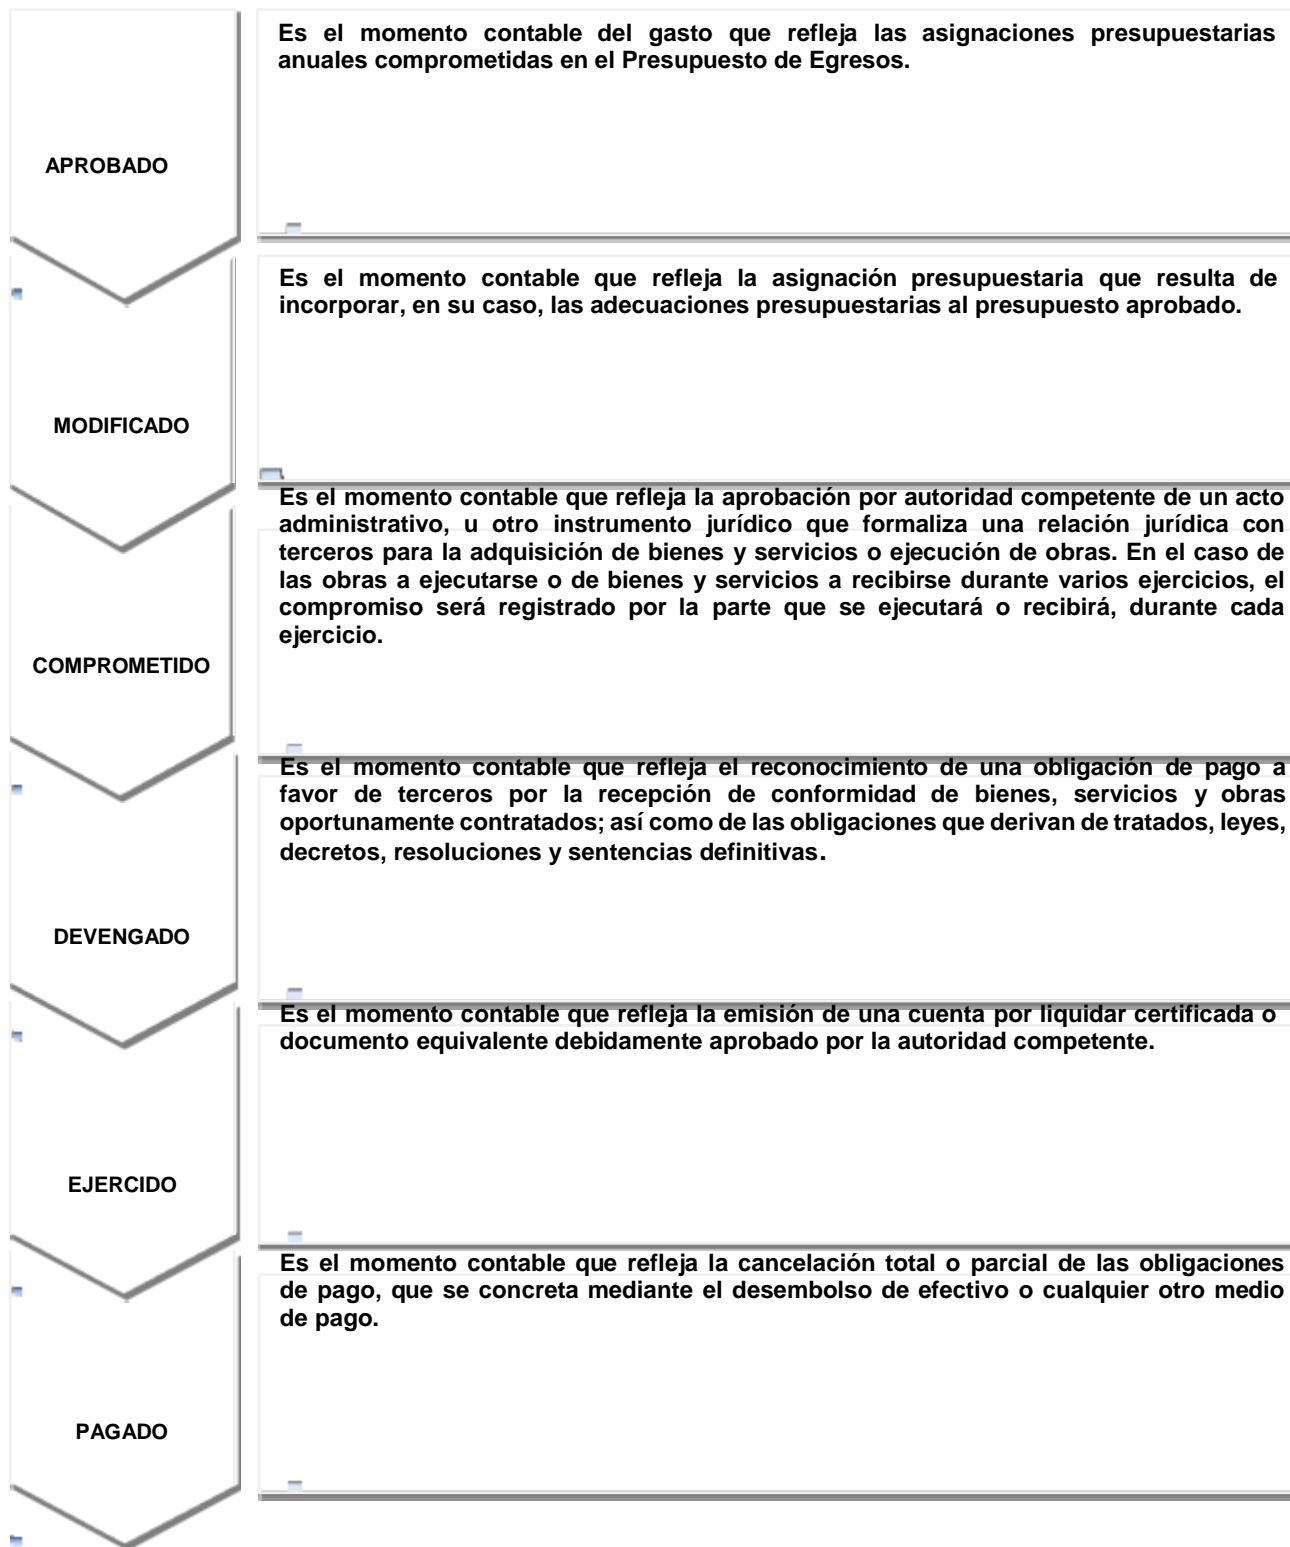 APROBADO
Es el momento contable del gasto que refleja las asignaciones presupuestarias
anuales comprometidas en el Presupuesto de Egresos.
MODIFICADO
Es el momento contable que refleja la asignación presupuestaria que resulta de
incorporar, en su caso, las adecuaciones presupuestarias al presupuesto aprobado.
COMPROMETIDO
Es el momento contable que refleja la aprobación por autoridad competente de un acto
administrativo, u otro instrumento jurídico que formaliza una relación jurídica con
terceros para la adquisición de bienes y servicios o ejecución de obras. En el caso de
las obras a ejecutarse o de bienes y servicios a recibirse durante varios ejercicios, el
compromiso será registrado por la parte que se ejecutará o recibirá, durante cada
ejercicio.
DEVENGADO
Es el momento contable que refleja el reconocimiento de una obligación de pago a
favor de terceros por la recepción de conformidad de bienes, servicios y obras
oportunamente contratados; así como de las obligaciones que derivan de tratados, leyes,
decretos, resoluciones y sentencias definitivas.
EJERCIDO
Es el momento contable que refleja la emisión de una cuenta por liquidar certificada o
documento equivalente debidamente aprobado por la autoridad competente.
PAGADO
Es el momento contable que refleja la cancelación total o parcial de las obligaciones
de pago, que se concreta mediante el desembolso de efectivo o cualquier otro medio
de pago.